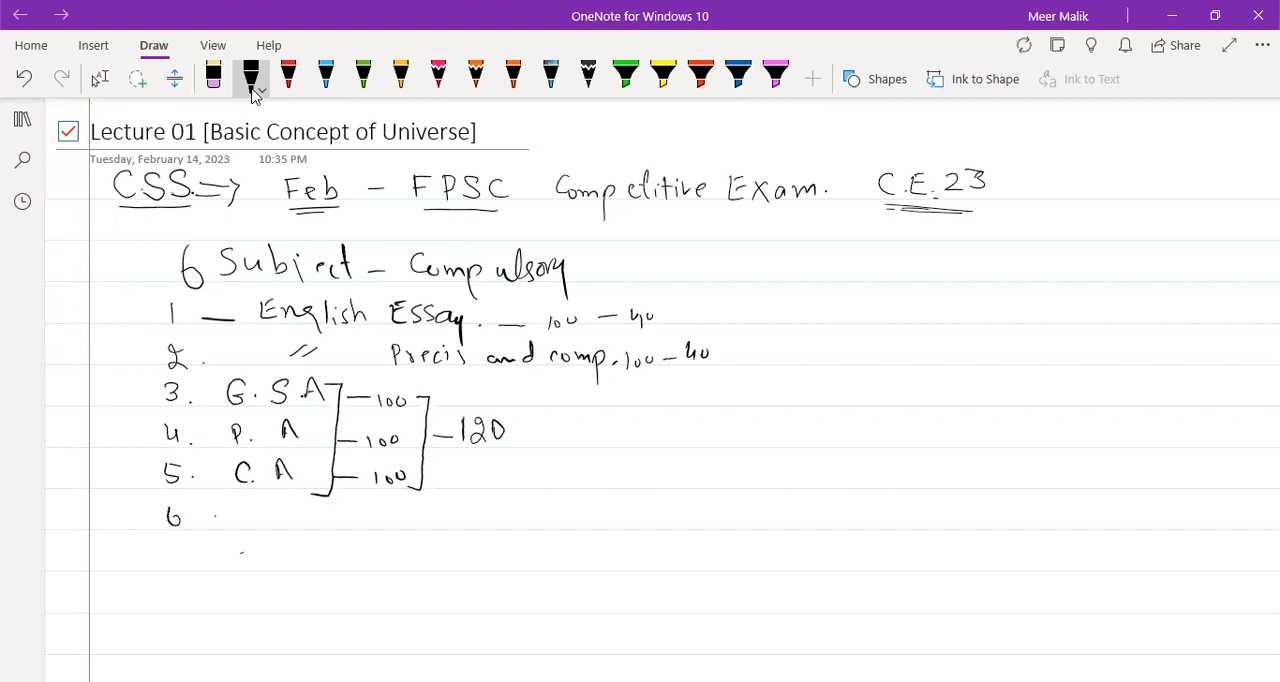 OneNote for Windows 10
Meer Malik
Home Insert Draw View Help
Share
Shapes Ink to Shape Ink to Text
Lecture 01 [Basic Concept of Universe]
Tuesday, February 14, 2023 10:35 PM
C.S.S. → Feb - FPSC Competitive Exam. C.E.23
6 Subject - Compulsory
1 — English Essay. — 100 — 40
2. 〃 Precis and comp. 100 - 40
3. G.S.A — 100
4. P. A — 100 — 120
5. C. A — 100
6 .